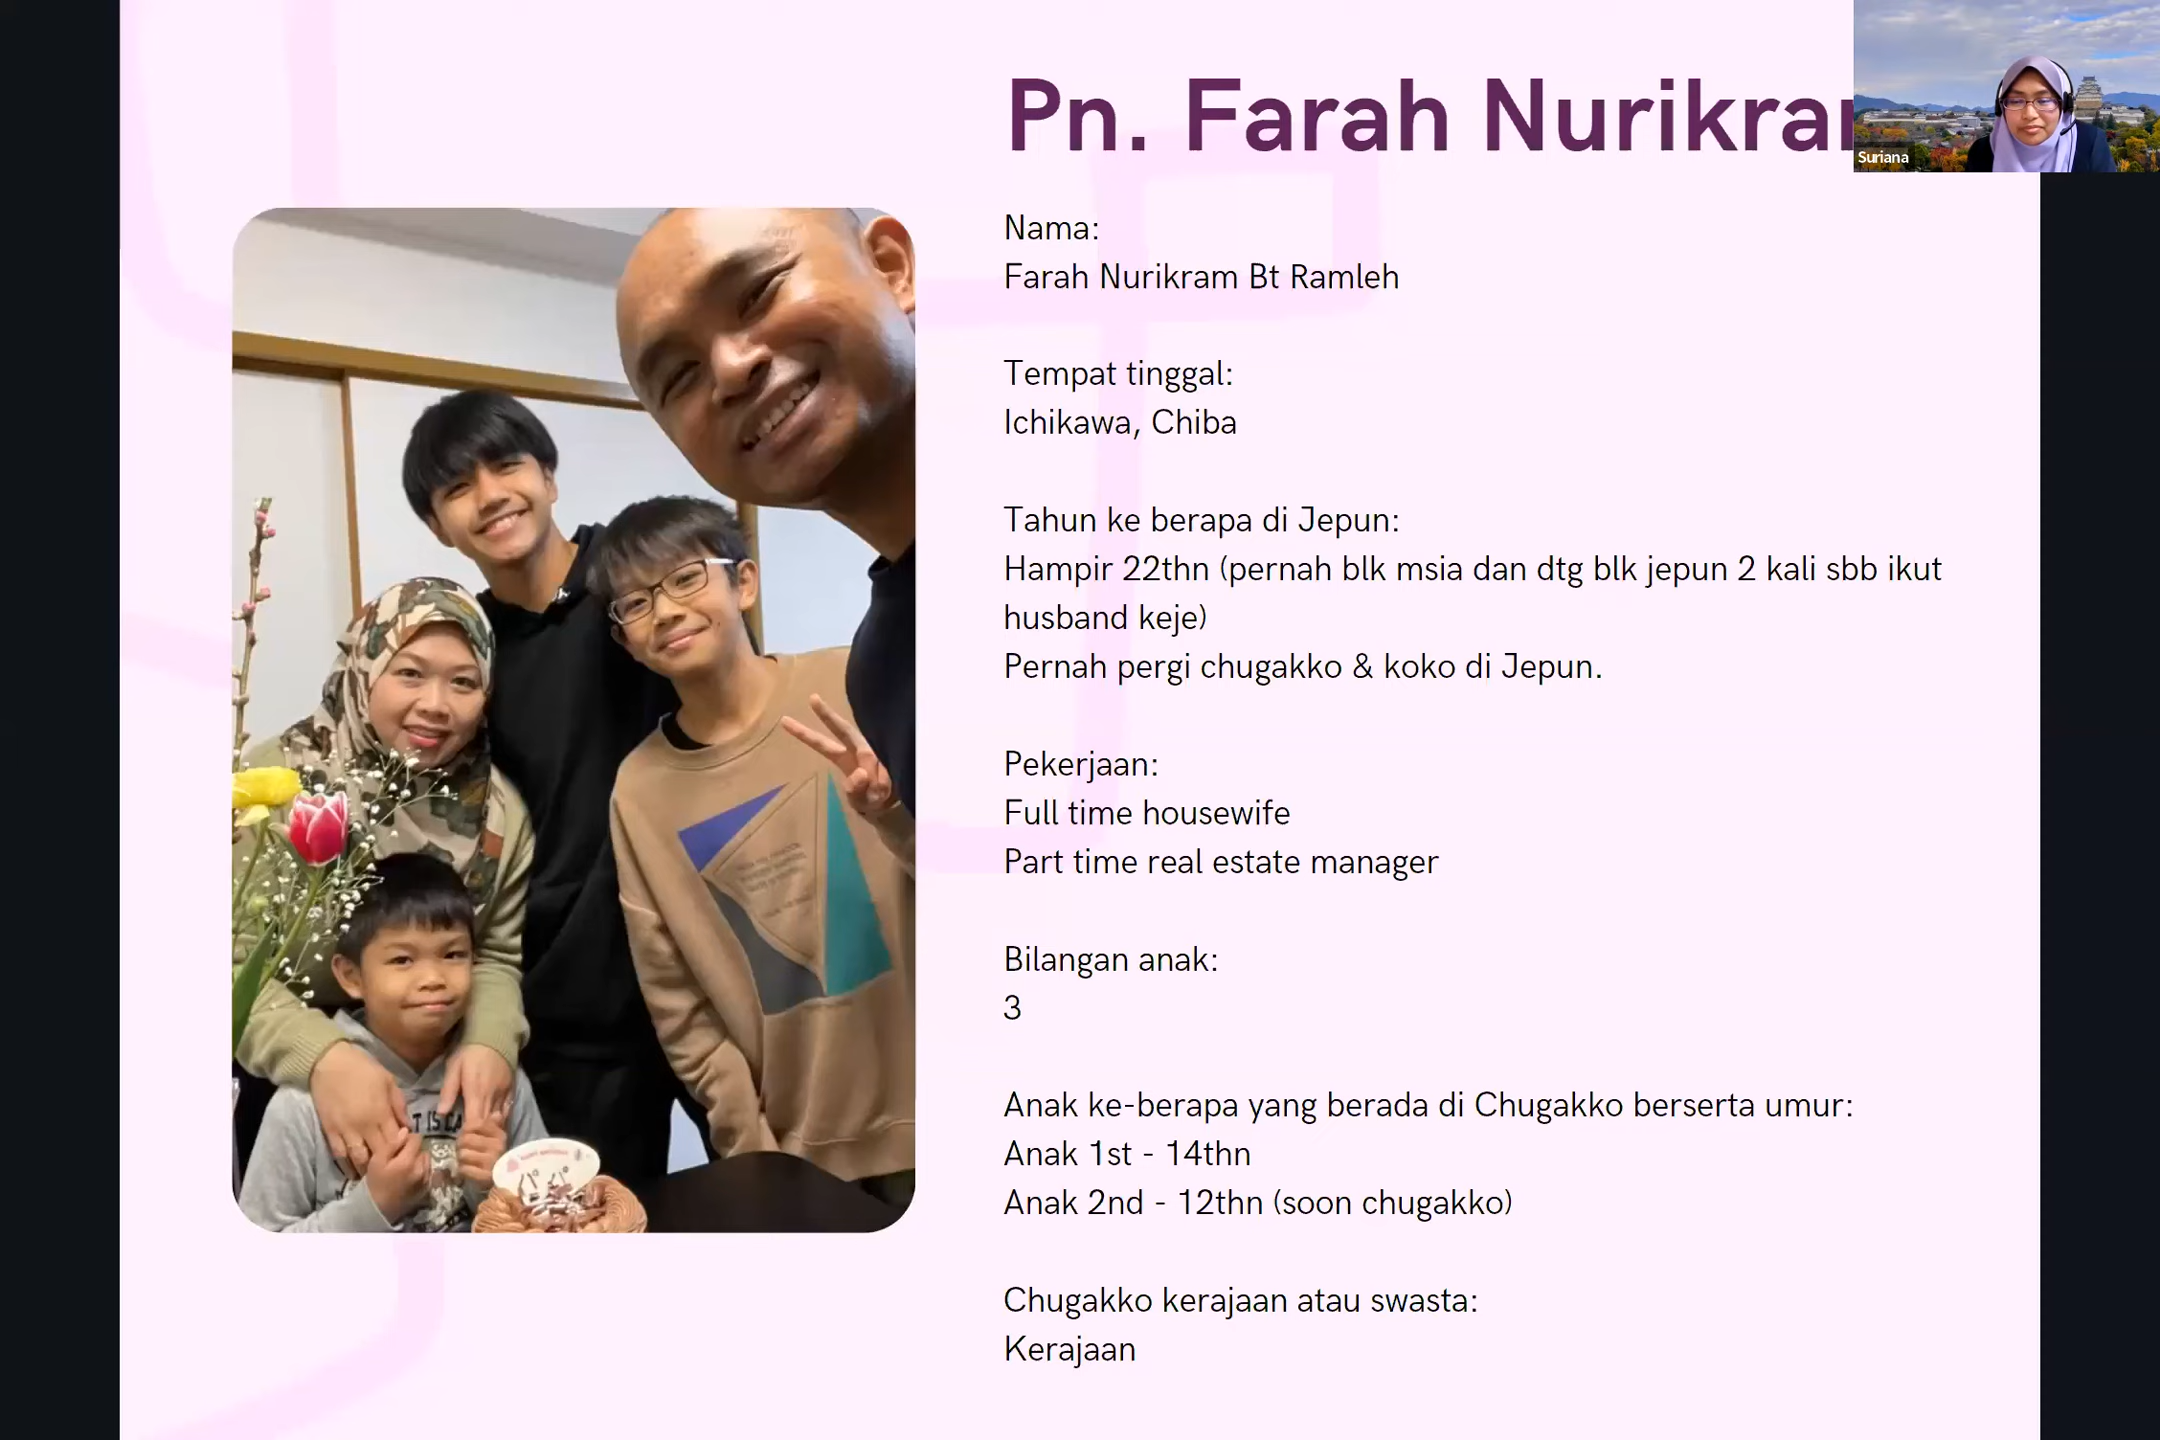 Pn. Farah Nurikra
Suriana
Nama:
Farah Nurikram Bt Ramleh
Tempat tinggal:
Ichikawa, Chiba
Tahun ke berapa di Jepun:
Hampir 22thn (pernah blk msia dan dtg blk jepun 2 kali sbb ikut
husband keje)
Pernah pergi chugakko & koko di Jepun.
Pekerjaan:
Full time housewife
Part time real estate manager
Bilangan anak:
3
Anak ke-berapa yang berada di Chugakko berserta umur:
Anak 1st - 14thn
Anak 2nd - 12thn (soon chugakko)
Chugakko kerajaan atau swasta:
Kerajaan